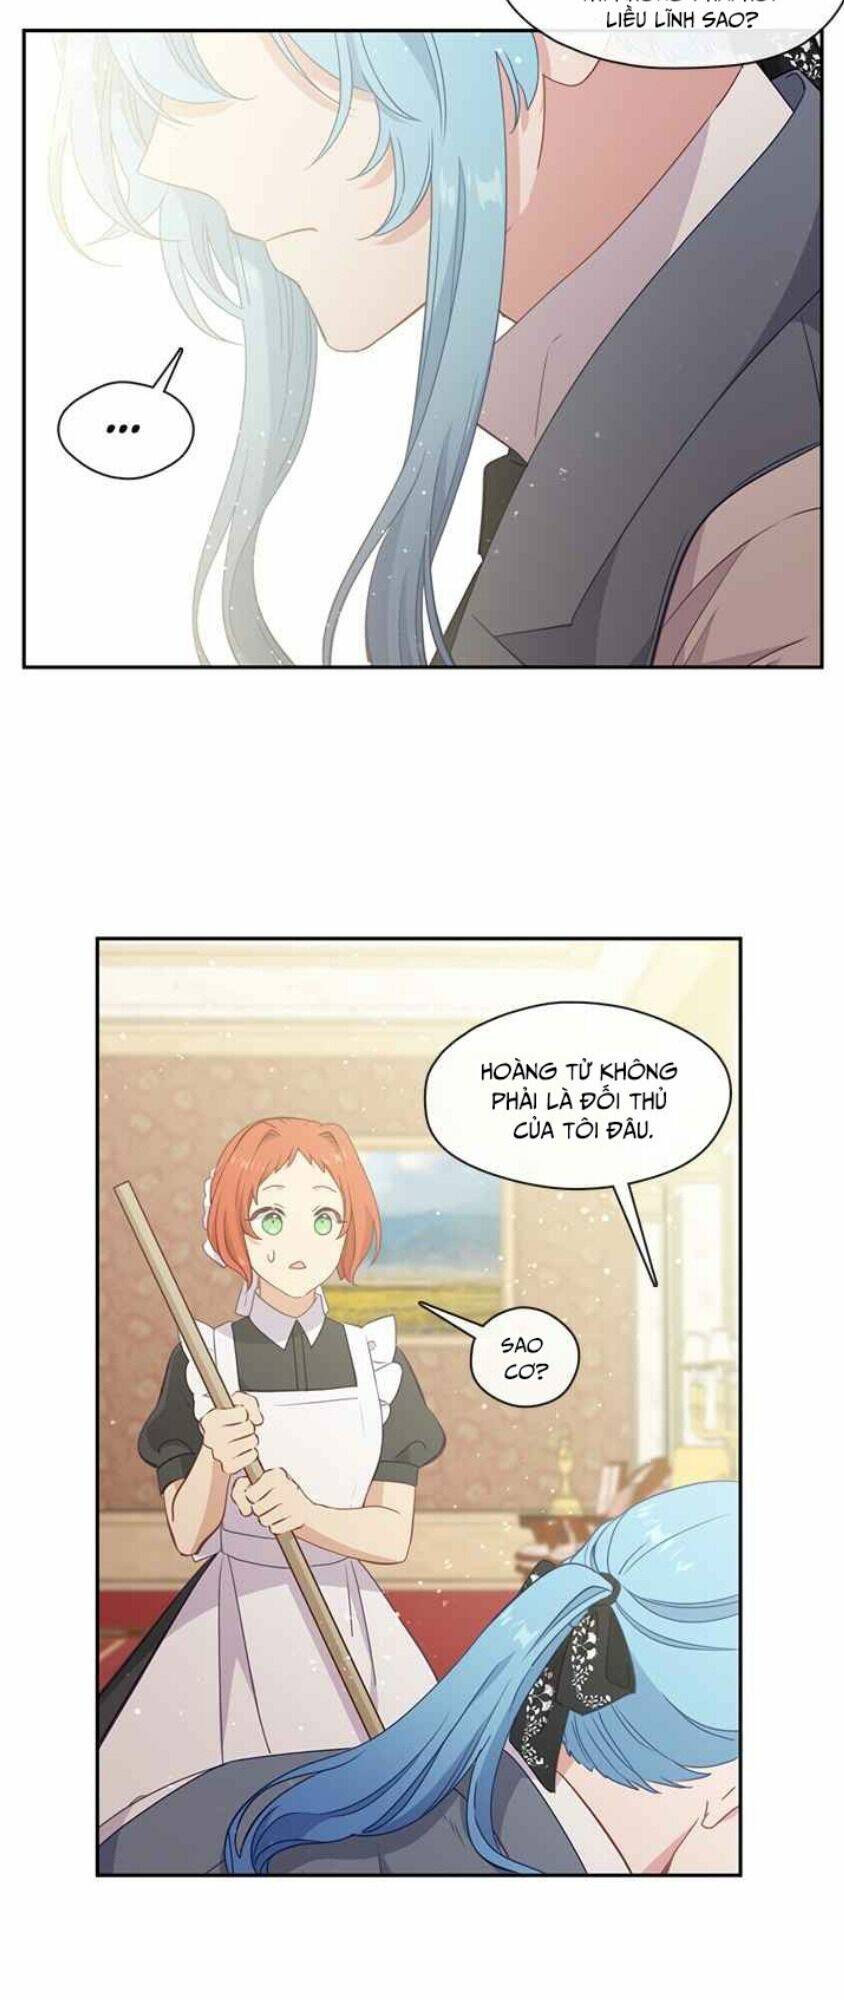 LIỀU LĨNH SAO?
...
HOÀNG TỬ KHÔNG
PHẢI LÀ ĐỐI THỦ
CỦA TÔI ĐÂU.
SAO
CƠ?